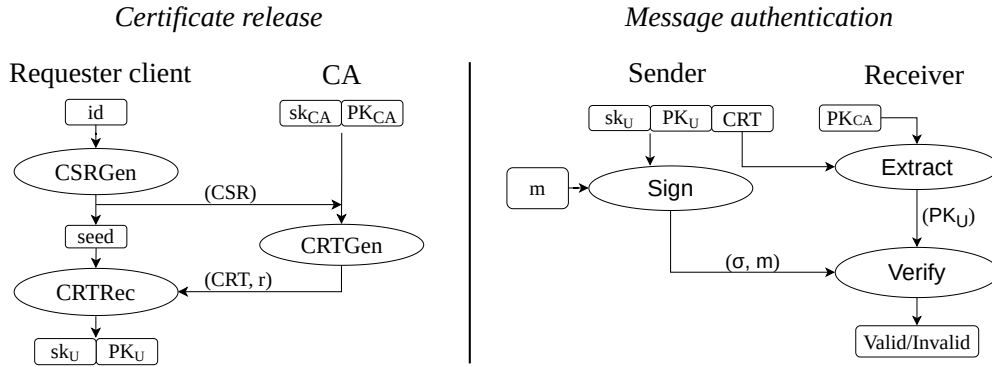 Certificate release
Requester client
CA
id
sk_CA PK_CA
CSRGen
(CSR)
seed
CRTGen
CRTRec
(CRT, r)
sk_U PK_U
Message authentication
Sender
Receiver
sk_U PK_U CRT
PK_CA
m
Sign
Extract
(PK_U)
(σ, m)
Verify
Valid/Invalid